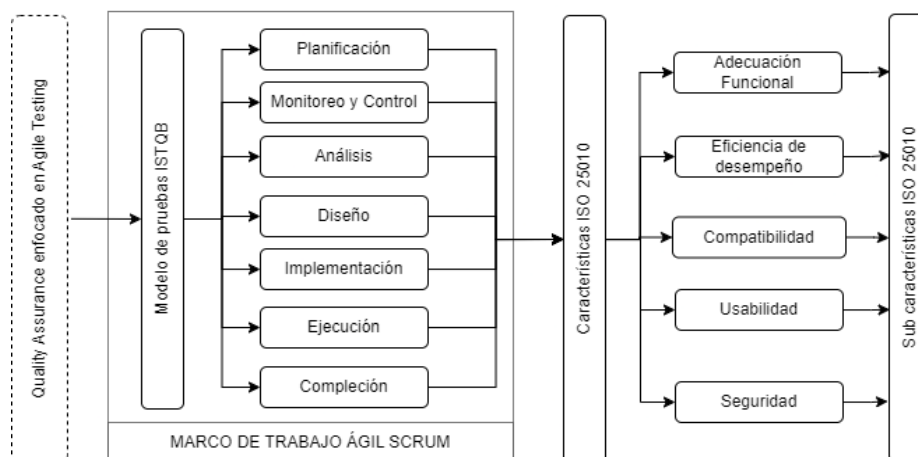 Quality Assurance enfocado en Agile Testing
Modelo de pruebas ISTQB
Planificación
Monitoreo y Control
Análisis
Diseño
Implementación
Ejecución
Compleción
MARCO DE TRABAJO ÁGIL SCRUM
Características ISO 25010
Adecuación
Funcional
Eficiencia de
desempeño
Compatibilidad
Usabilidad
Seguridad
Sub características ISO 25010